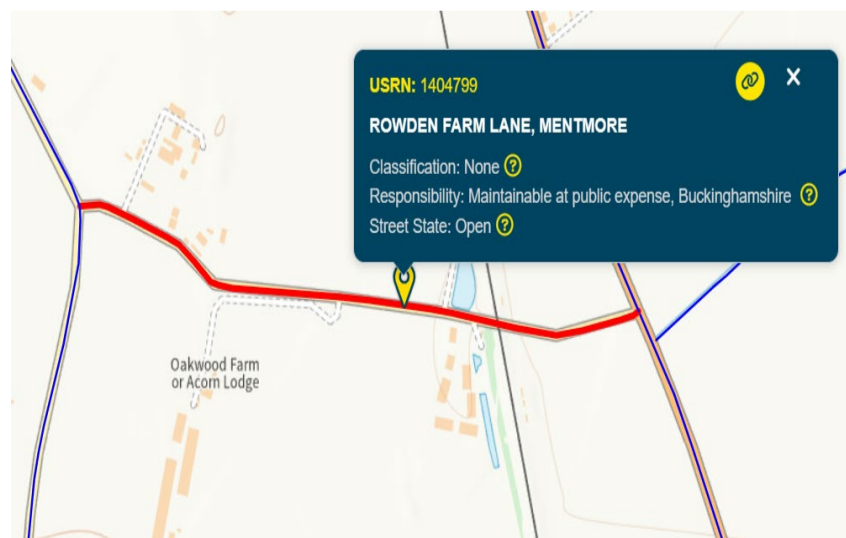 USRN: 1404799
ROWDEN FARM LANE, MENTMORE
Classification: None ?
Responsibility: Maintainable at public expense, Buckinghamshire ?
Street State: Open ?
Oakwood Farm
or Acorn Lodge